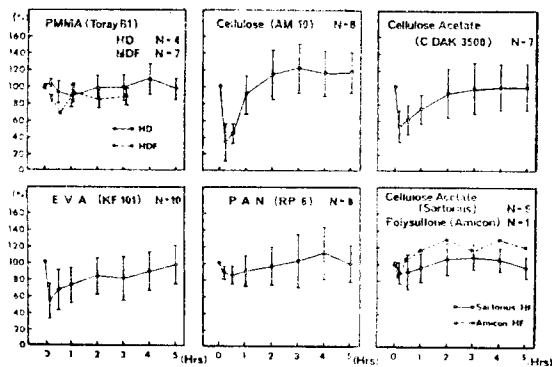 PMMA (Toray B1)
HD N=4
HDF N=7
HD
HDF
Cellulose (AM 10) N=8
Cellulose Acetate
(C DAK 3508) N=7
(%)
120
100
80
60
40
20
0
EVA (KF 101) N=10
PAN (RP 6) N=8
Cellulose Acetate
(Sartorius) N=5
Polysulfone (Amicon) N=1
Sartorius HF
Amicon HF
(%)
160
140
120
100
80
60
40
20
0
0 1 2 3 4 5 (Hrs)
0 1 2 3 4 5 (Hrs)
0 1 2 3 4 5 (Hrs)